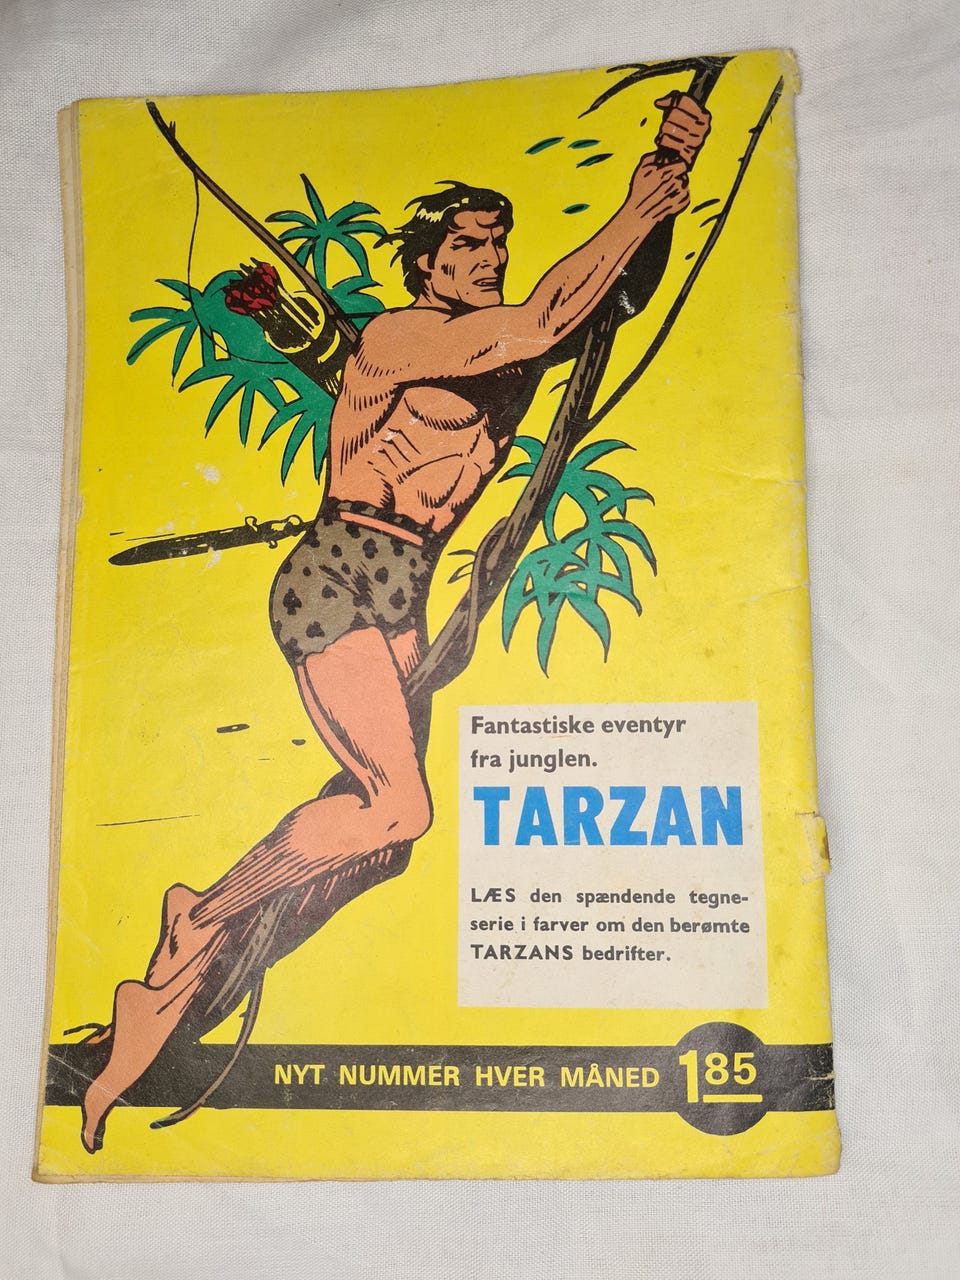 Fantastiske eventyr
fra junglen.
TARZAN
LÆS den spændende tegne-
serie i farver om den berømte
TARZANS bedrifter.
NYT NUMMER HVER MÅNED 185